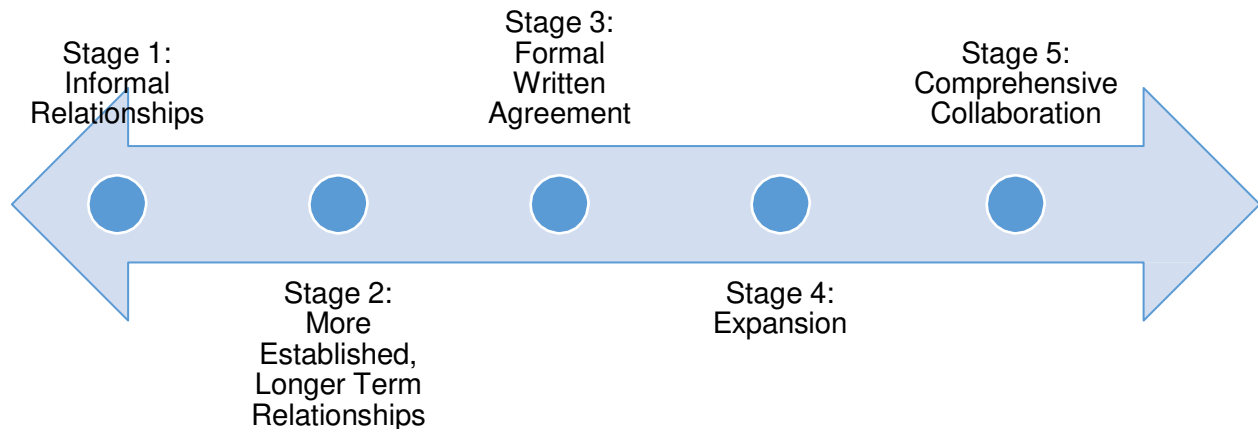 Stage 1:
Informal
Relationships
Stage 2:
More
Established,
Longer Term
Relationships
Stage 3:
Formal
Written
Agreement
Stage 4:
Expansion
Stage 5:
Comprehensive
Collaboration